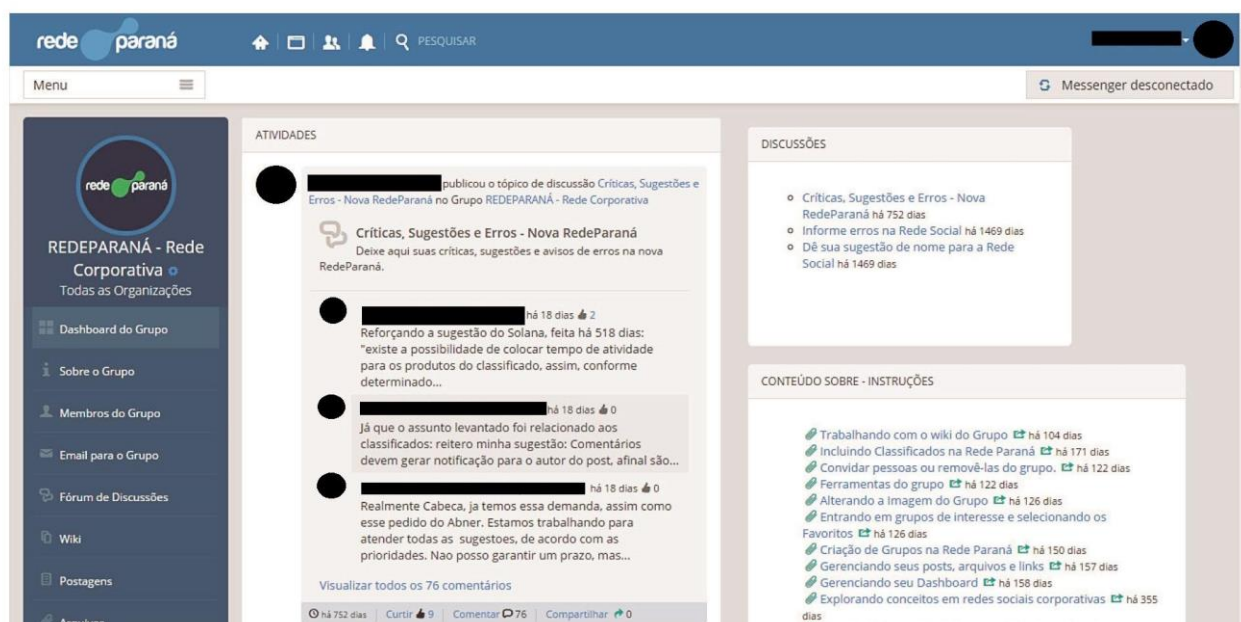 rede paraná
PESQUISAR
Menu
Messenger desconectado
rede paraná
REDEPARANÁ - Rede
Corporativa
Todas as Organizações
Dashboard do Grupo
Sobre o Grupo
Membros do Grupo
Email para o Grupo
Fórum de Discussões
Wiki
Postagens
Arquivos
ATIVIDADES
publicou o tópico de discussão Críticas, Sugestões e
Erros - Nova RedeParaná no Grupo REDEPARANÁ - Rede Corporativa
Críticas, Sugestões e Erros - Nova RedeParaná
Deixe aqui suas críticas, sugestões e avisos de erros na nova
RedeParaná.
há 18 dias 2
Reforçando a sugestão do Solana, feita há 518 dias:
"existe a possibilidade de colocar tempo de atividade
para os produtos do classificado, assim, conforme
determinado...
há 18 dias 0
Já que o assunto levantado foi relacionado aos
classificados: reitero minha sugestão: Comentários
devem gerar notificação para o autor do post, afinal são...
há 18 dias 0
Realmente Cabeca, ja temos essa demanda, assim como
esse pedido do Abner. Estamos trabalhando para
atender todas as sugestoes, de acordo com as
prioridades. Nao posso garantir um prazo, mas...
Visualizar todos os 76 comentários
há 752 dias Curtir 9 Comentar 76 Compartilhar 0
DISCUSSÕES
Críticas, Sugestões e Erros - Nova
RedeParaná há 752 dias
Informe erros na Rede Social há 1469 dias
Dê sua sugestão de nome para a Rede
Social há 1469 dias
CONTEÚDO SOBRE - INSTRUÇÕES
Trabalhando com o wiki do Grupo há 104 dias
Incluindo Classificados na Rede Paraná há 171 dias
Convidar pessoas ou removê-las do grupo. há 122 dias
Ferramentas do grupo há 122 dias
Alterando a Imagem do Grupo há 126 dias
Entrando em grupos de interesse e selecionando os
Favoritos há 126 dias
Criação de Grupos na Rede Paraná há 150 dias
Gerenciando seus posts, arquivos e links há 157 dias
Gerenciando seu Dashboard há 158 dias
Explorando conceitos em redes sociais corporativas há 355
dias